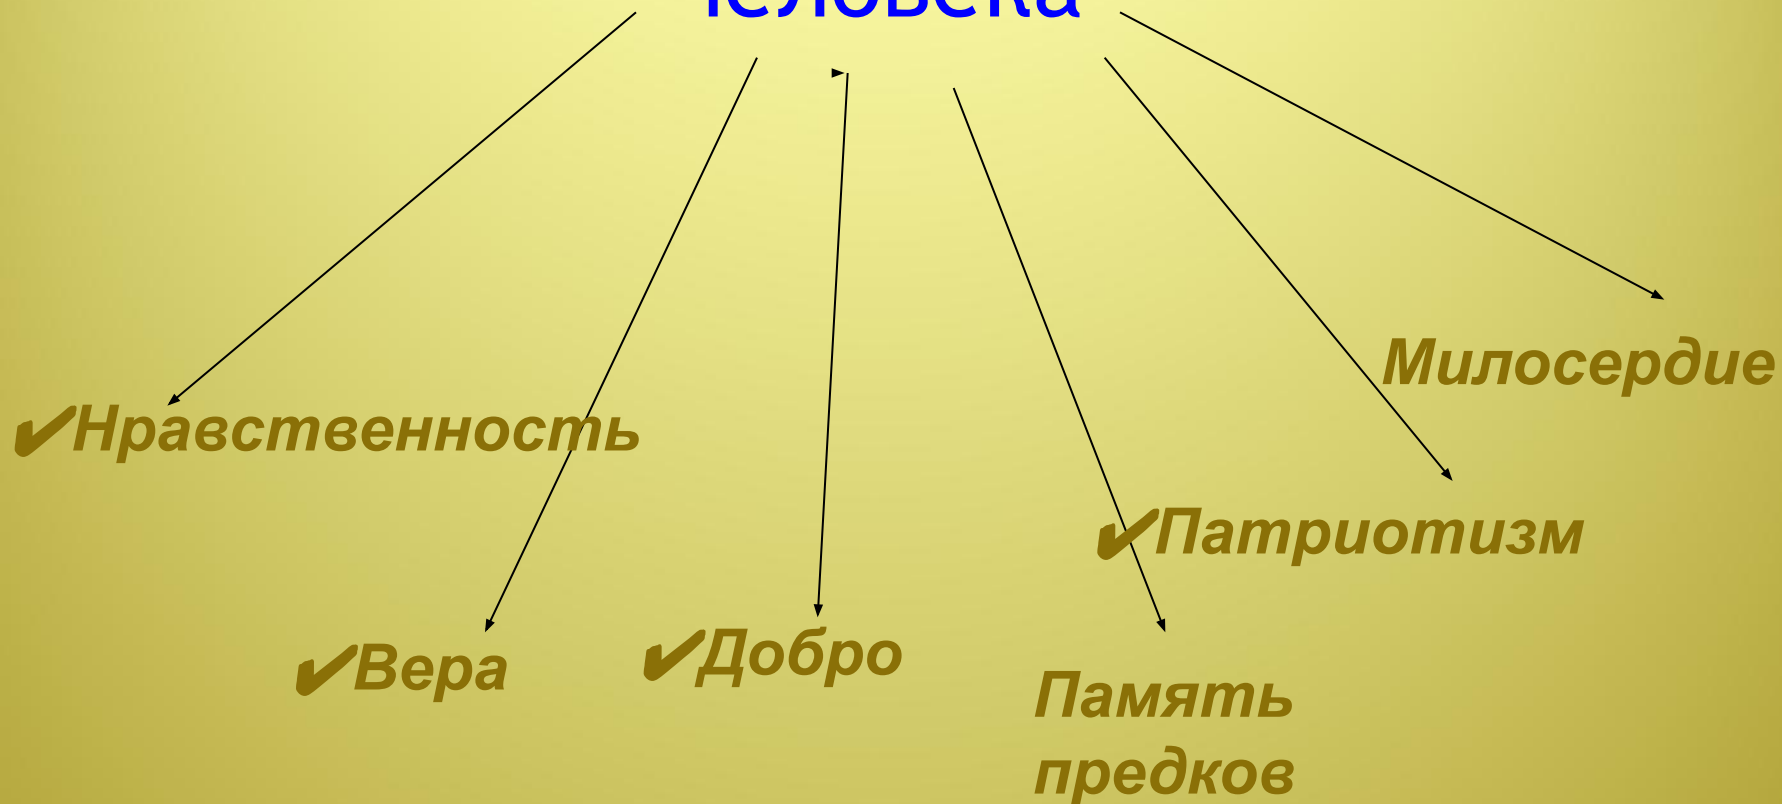 человека
Милосердие
✔Нравственность
✔Патриотизм
✔Вера
✔Добро
Память
предков